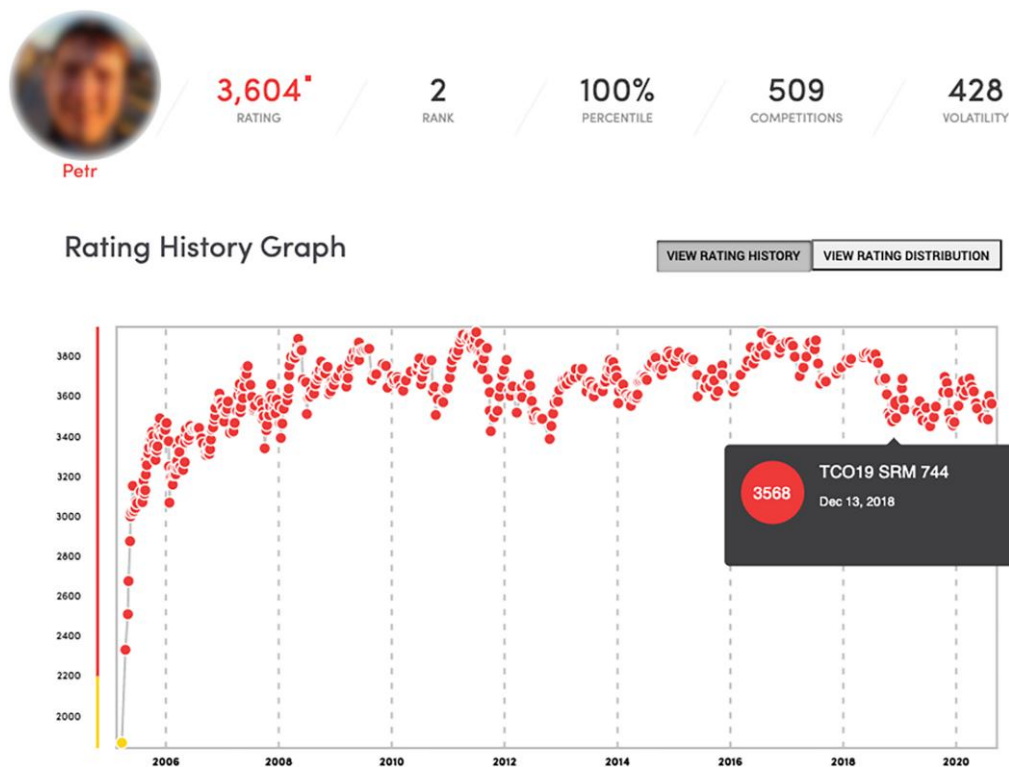 3,604 2 100% 509 428
RATING RANK PERCENTILE COMPETITIONS VOLATILITY
Petr
Rating History Graph
VIEW RATING HISTORY VIEW RATING DISTRIBUTION
3800
3600
3400
3200
3000
2800
2600
2400
2200
2000
TCO19 SRM 744
3568
Dec 13, 2018
2006 2008 2010 2012 2014 2016 2018 2020